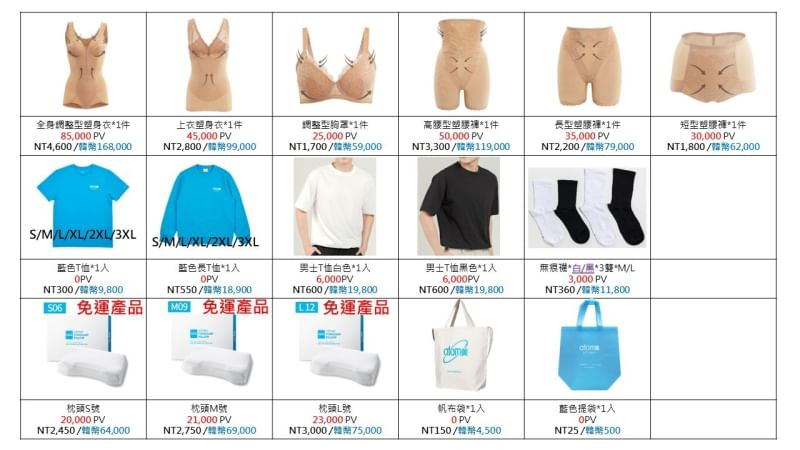 全身調整型塑身衣*1件
85,000 PV
NT4,600 /韓幣168,000
上衣塑身衣*1件
45,000 PV
NT2,800 /韓幣99,000
調整型胸罩*1件
25,000 PV
NT1,700 /韓幣59,000
高腰型塑腰褲*1件
50,000 PV
NT3,300 /韓幣119,000
長型塑腰褲*1件
35,000 PV
NT2,200 /韓幣79,000
短型塑腰褲*1件
30,000 PV
NT1,800 /韓幣62,000
S/M/L/XL/2XL/3XL
藍色T恤*1入
0PV
NT300 /韓幣9,800
S/M/L/XL/2XL/3XL
藍色長T恤*1入
0PV
NT550 /韓幣18,900
男士T恤白色*1入
6,000PV
NT600 /韓幣19,800
男士T恤黑色*1入
6,000PV
NT600 /韓幣19,800
無痕襪*白/黑*3雙*M/L
3,000 PV
NT360 /韓幣11,800
S06 免運產品
枕頭S號
20,000 PV
NT2,450 /韓幣64,000
M09 免運產品
枕頭M號
21,000 PV
NT2,750 /韓幣69,000
L12 免運產品
枕頭L號
23,000 PV
NT3,000 /韓幣75,000
atom美
帆布袋*1入
0 PV
NT150 /韓幣4,500
atom美
藍色提袋*1入
0PV
NT25 /韓幣500